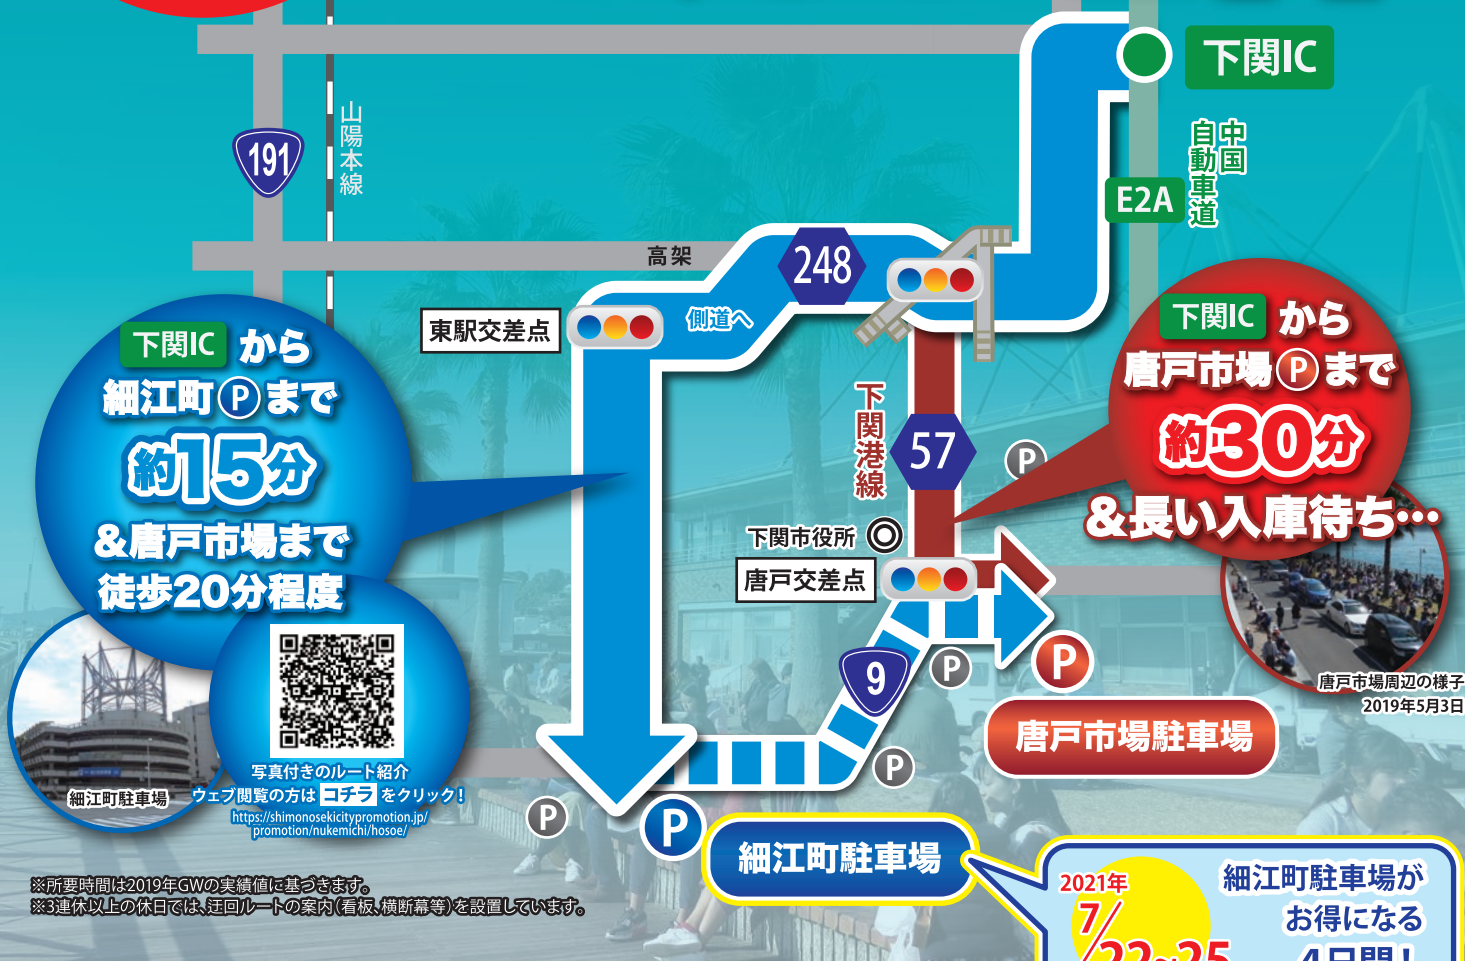 下関IC
中国
自動車道
E2A
山陽本線
191
高架
248
側道へ
東駅交差点
下関港線
57
P
下関市役所
唐戸交差点
9
P
P
P
唐戸市場駐車場
P
P
細江町駐車場
下関ICから
細江町Pまで
約15分
&唐戸市場まで
徒歩20分程度
細江町駐車場
写真付きのルート紹介
ウェブ閲覧の方は コチラ をクリック!
https://shimonosekicitypromotion.jp/
promotion/nukemichi/hosoe/
下関ICから
唐戸市場Pまで
約30分
&長い入庫待ち…
唐戸市場周辺の様子
2019年5月3日
※所要時間は2019年GWの実績値に基づきます。
※3連休以上の休日では、迂回ルートの案内(看板、横断幕等)を設置しています。
2021年
7/22~25
細江町駐車場が
お得になる
4日間!